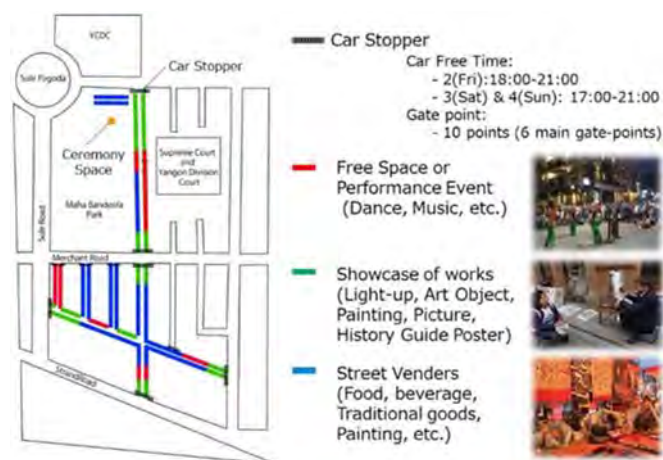 YCDC
Sule Pagoda
Car Stopper
Ceremony
Space
Supreme Court
and
Yangon Division
Court
Maha Bandoola
Park
Sule Road
Merchant Road
Strand Road
Car Stopper
Car Free Time:
- 2(Fri):18:00-21:00
- 3(Sat) & 4(Sun): 17:00-21:00
Gate point:
- 10 points (6 main gate-points)
Free Space or
Performance Event
(Dance, Music, etc.)
Showcase of works
(Light-up, Art Object,
Painting, Picture,
History Guide Poster)
Street Venders
(Food, beverage,
Traditional goods,
Painting, etc.)